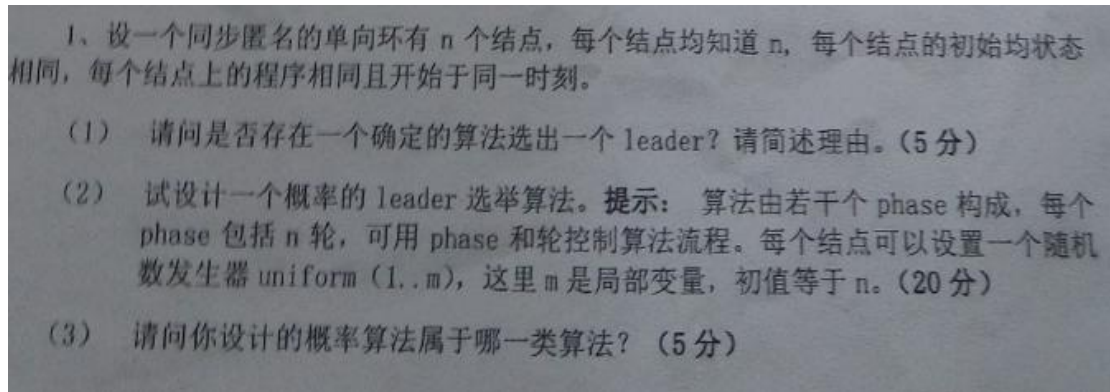 1、设一个同步匿名的单向环有 n 个结点，每个结点均知道 n, 每个结点的初始均状态
相同，每个结点上的程序相同且开始于同一时刻。
（1） 请问是否存在一个确定的算法选出一个 leader？请简述理由。（5 分）
（2） 试设计一个概率的 leader 选举算法。提示： 算法由若干个 phase 构成，每个
phase 包括 n 轮，可用 phase 和轮控制算法流程。每个结点可以设置一个随机
数发生器 uniform（1..m），这里 m 是局部变量，初值等于 n。（20 分）
（3） 请问你设计的概率算法属于哪一类算法？（5 分）